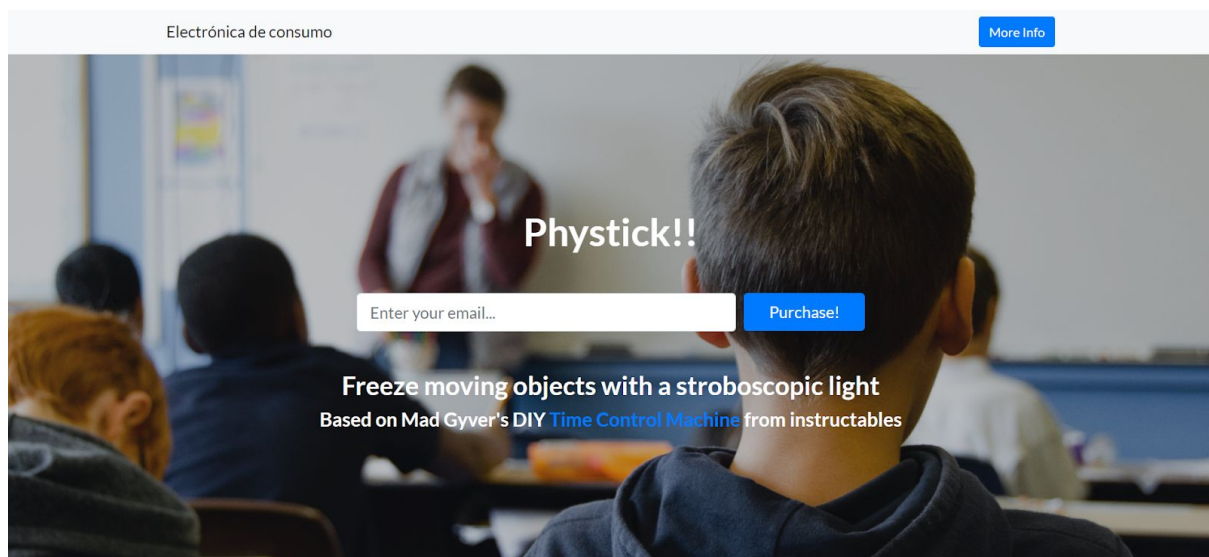 Electrónica de consumo
More Info
Phystick!!
Enter your email...
Purchase!
Freeze moving objects with a stroboscopic light
Based on Mad Gyver's DIY Time Control Machine from instructables